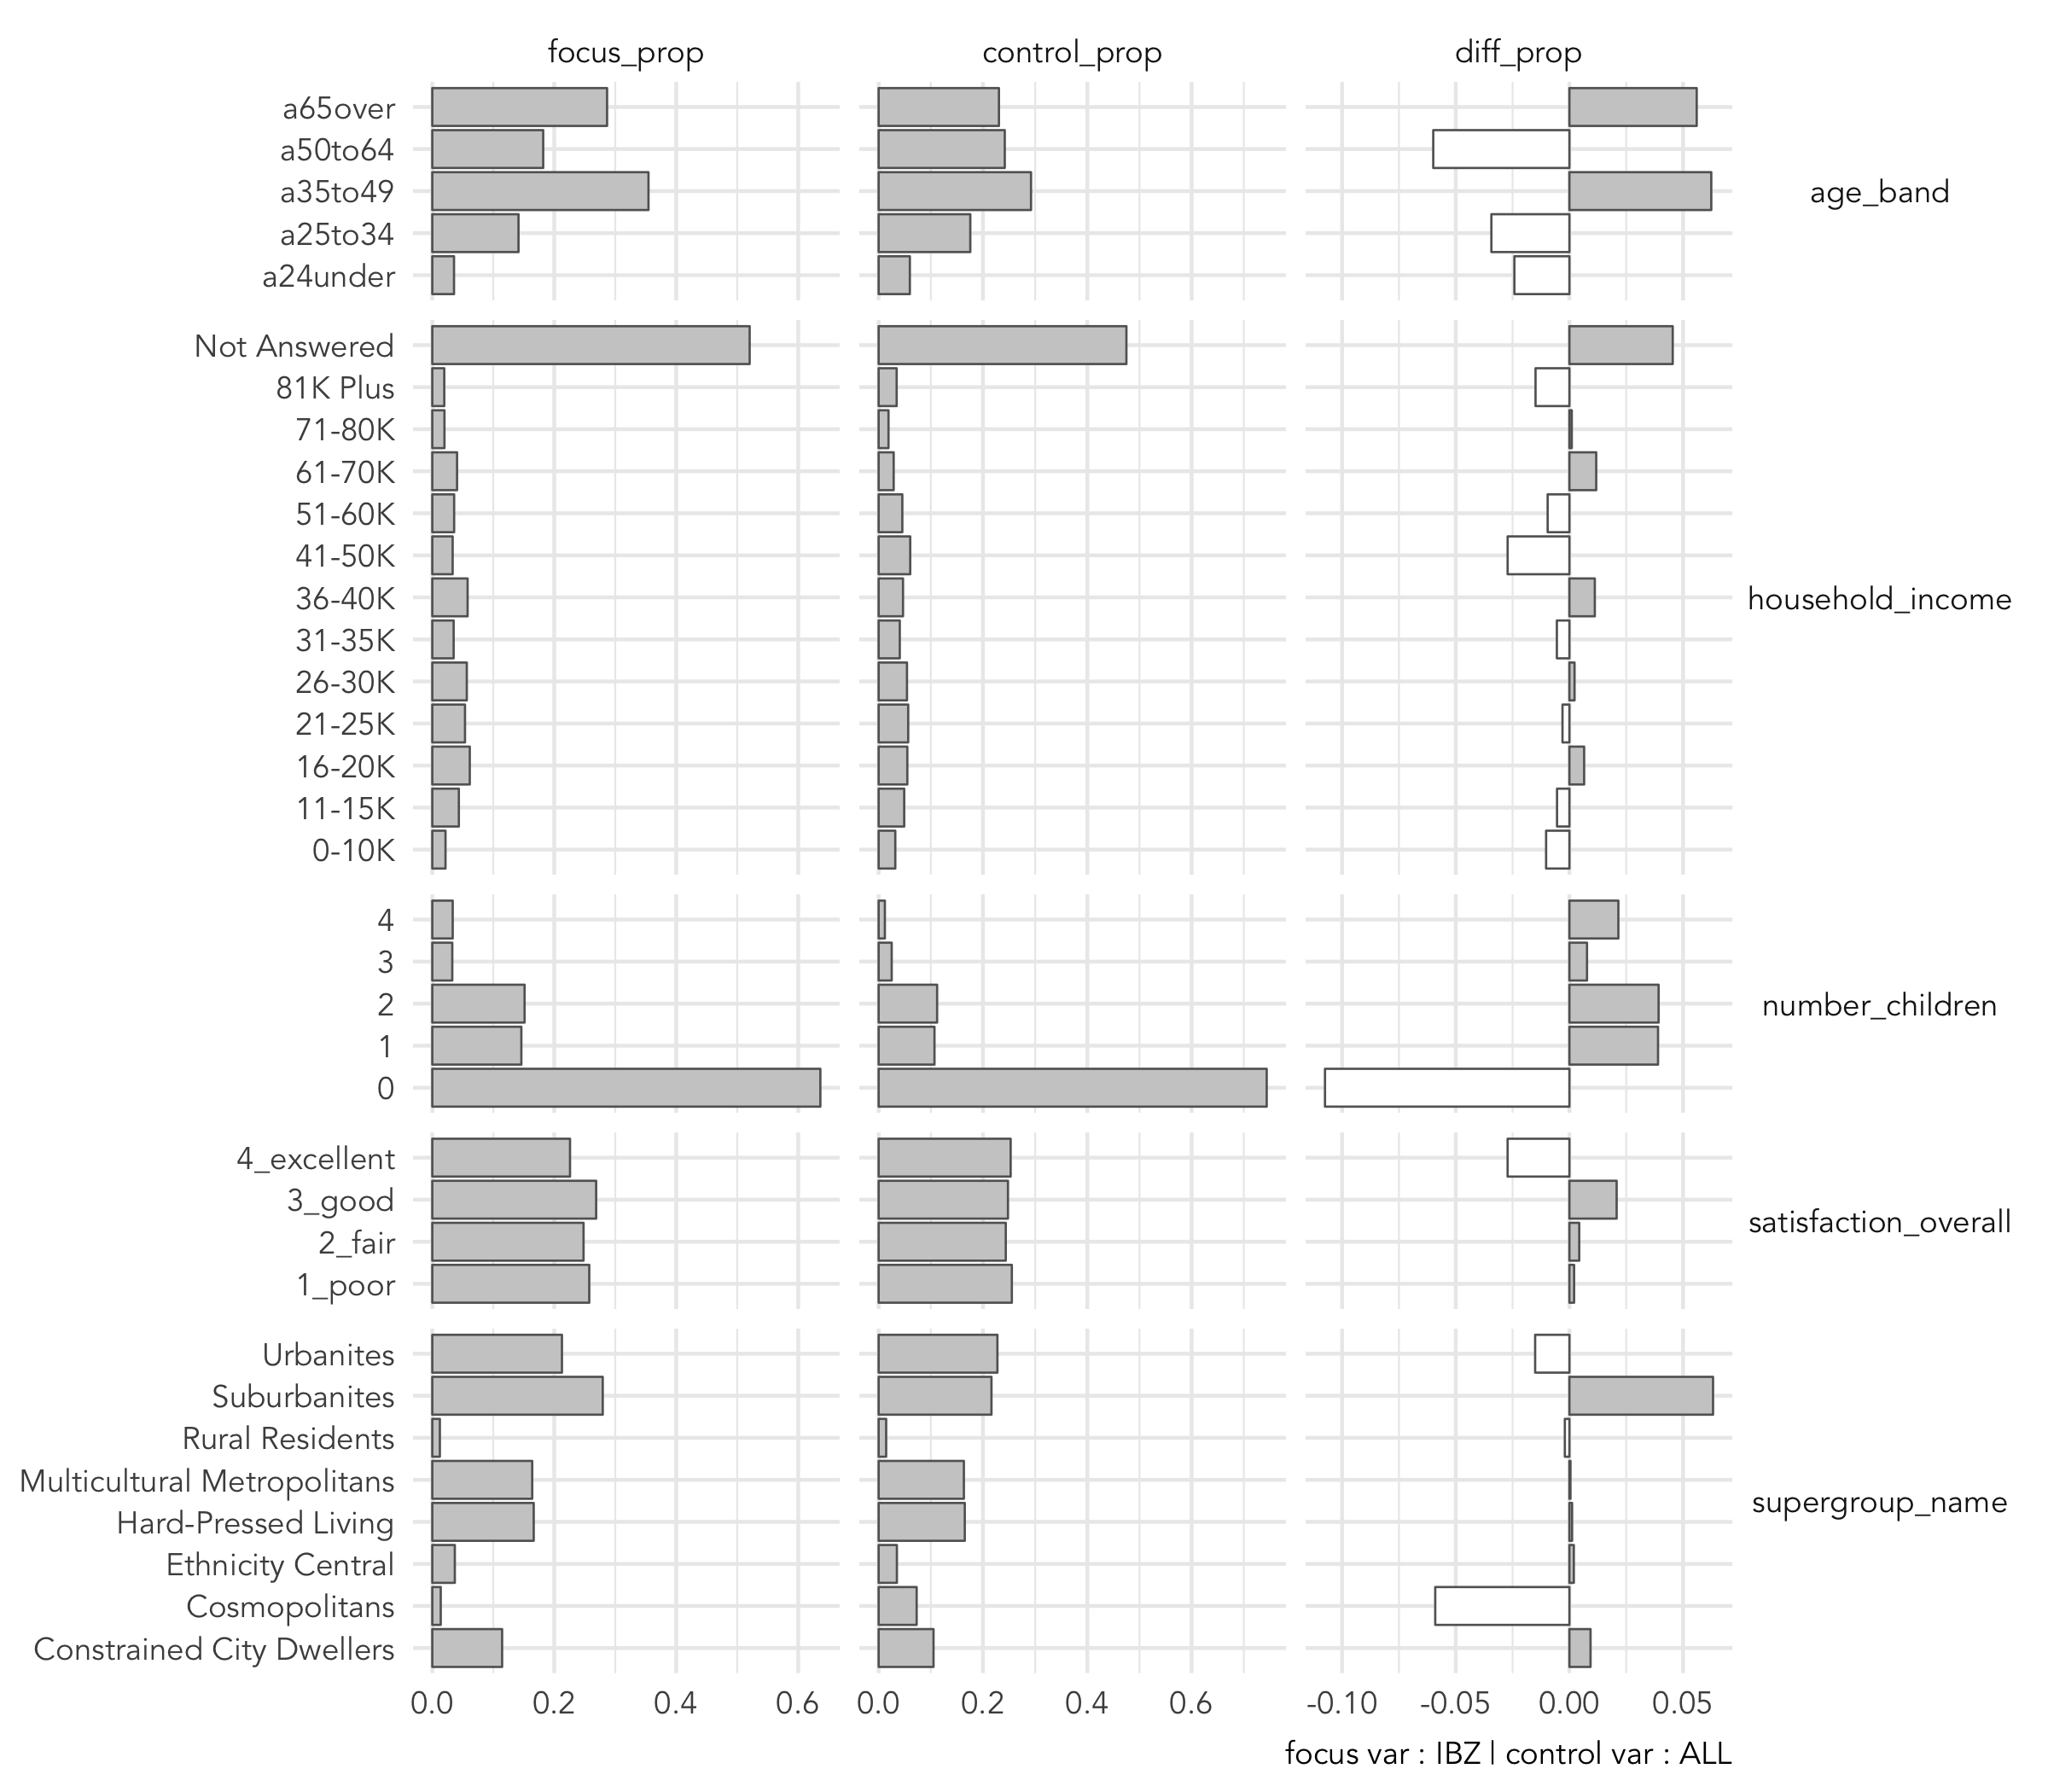 focus_prop control_prop diff_prop
a65over
a50to64
a35to49
a25to34
a24under
age_band
Not Answered
81K Plus
71-80K
61-70K
51-60K
41-50K
36-40K
31-35K
26-30K
21-25K
16-20K
11-15K
0-10K
household_income
4
3
2
1
0
number_children
4_excellent
3_good
2_fair
1_poor
satisfaction_overall
Urbanites
Suburbanites
Rural Residents
Multicultural Metropolitans
Hard-Pressed Living
Ethnicity Central
Cosmopolitans
Constrained City Dwellers
supergroup_name
0.0 0.2 0.4 0.6 0.0 0.2 0.4 0.6 -0.10 -0.05 0.00 0.05
focus var : IBZ | control var : ALL